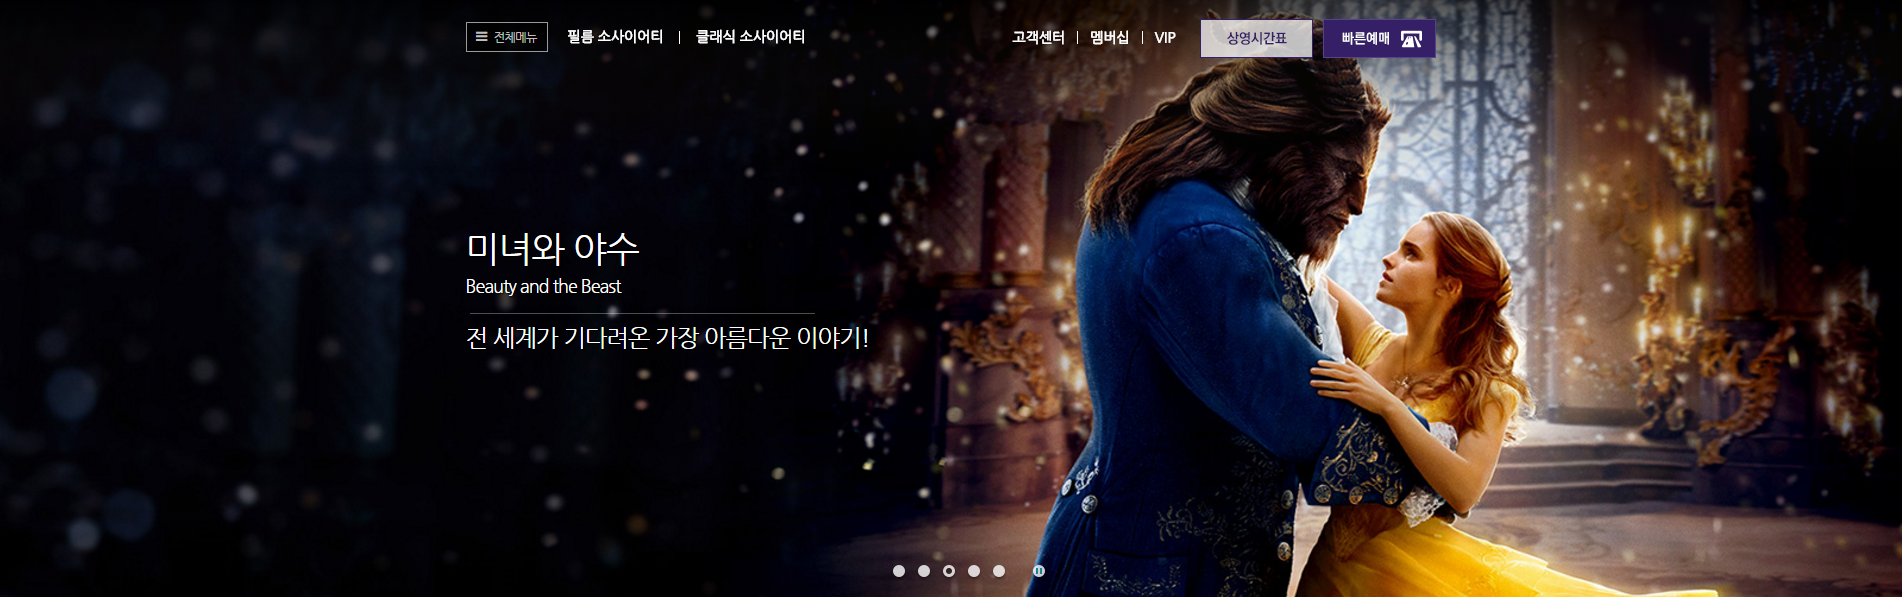 전체메뉴 필름 소사이어티 클래식 소사이어티 고객센터 멤버십 VIP 상영시간표 빠른예매
미녀와 야수
Beauty and the Beast
전 세계가 기다려온 가장 아름다운 이야기!